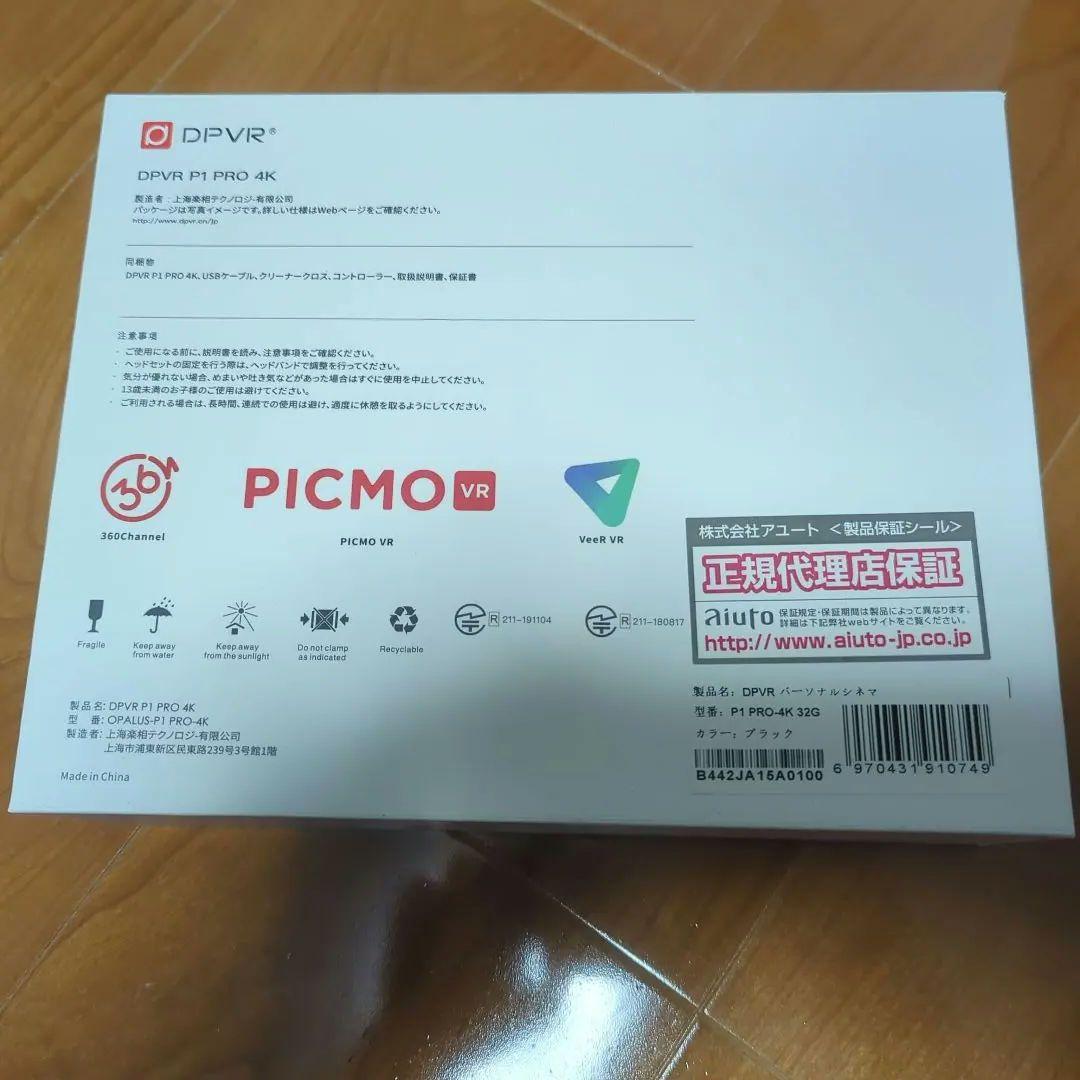 DPVR®
DPVR P1 PRO 4K
製造者：上海楽相テクノロジー有限公司
パッケージは写真イメージです。詳しい仕様はWebページをご確認ください。
http://www.dpvr.cn/jp
同梱物
DPVR P1 PRO 4K、USBケーブル、クリーナークロス、コントローラー、取扱説明書、保証書
注意事項
・ご使用になる前に、説明書を読み、注意事項をご確認ください。
・ヘッドセットの固定を行う際は、ヘッドバンドで調整を行ってください。
・気分が優れない場合、めまいや吐き気などがあった場合はすぐに使用を中止してください。
・13歳未満のお子様のご使用は避けてください。
・ご利用される場合は、長時間、連続での使用は避け、適度に休憩を取るようにしてください。
360Channel
PICMO VR
PICMO VR
VeeR VR
株式会社アユート ＜製品保証シール＞
正規代理店保証
aiuto 保証規定・保証期間は製品によって異なります。
詳細は下記弊社webサイトをご覧ください。
http://www.aiuto-jp.co.jp
Fragile
Keep away
from water
Keep away
from the sunlight
Do not clamp
as indicated
Recyclable
R 211-191104
R 211-180817
製品名: DPVR P1 PRO 4K
型　番: OPALUS-P1 PRO-4K
製造者: 上海楽相テクノロジー有限公司
上海市浦東新区民東路239号3号館1階
Made in China
製品名: DPVR パーソナルシネマ
型番: P1 PRO-4K 32G
カラー: ブラック
B442JA15A0100
6 970431 910749